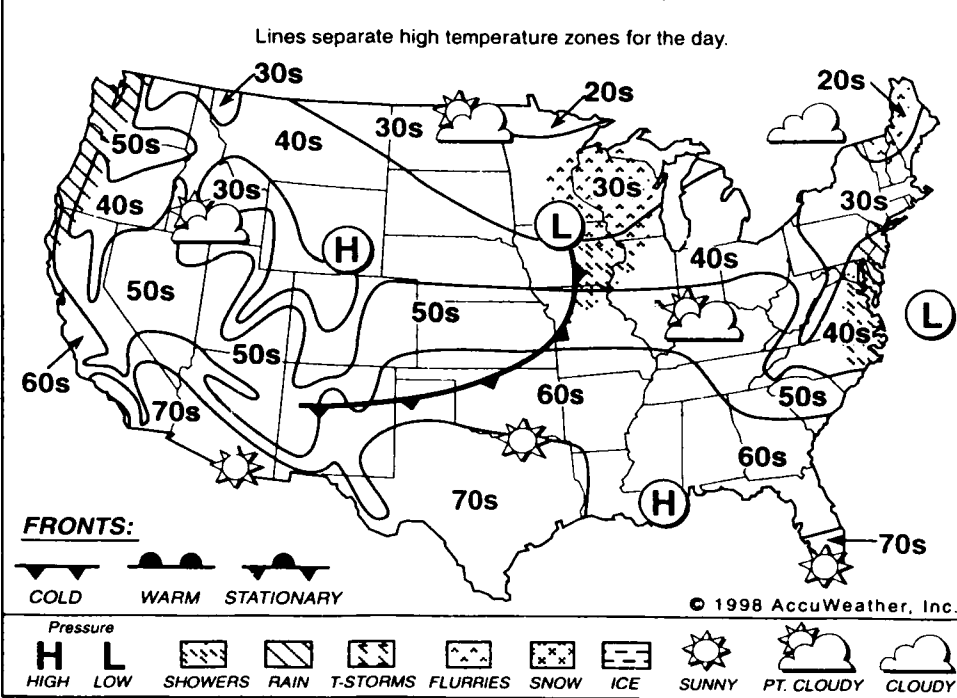 Lines separate high temperature zones for the day.
30s
20s
20s
30s
40s
50s
30s
30s
40s
30s
L
H
40s
50s
50s
L
40s
50s
60s
60s
50s
70s
60s
70s
H
70s
FRONTS:
COLD WARM STATIONARY
© 1998 AccuWeather, Inc.
Pressure
H L
HIGH LOW SHOWERS RAIN T-STORMS FLURRIES SNOW ICE SUNNY PT. CLOUDY CLOUDY